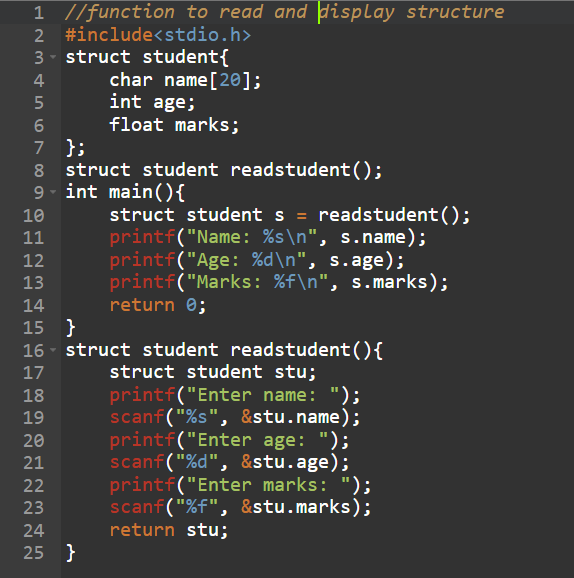 1 //function to read and display structure
2 #include<stdio.h>
3 struct student{
4     char name[20];
5     int age;
6     float marks;
7 };
8 struct student readstudent();
9 int main(){
10     struct student s = readstudent();
11     printf("Name: %s\n", s.name);
12     printf("Age: %d\n", s.age);
13     printf("Marks: %f\n", s.marks);
14     return 0;
15 }
16 struct student readstudent(){
17     struct student stu;
18     printf("Enter name: ");
19     scanf("%s", &stu.name);
20     printf("Enter age: ");
21     scanf("%d", &stu.age);
22     printf("Enter marks: ");
23     scanf("%f", &stu.marks);
24     return stu;
25 }